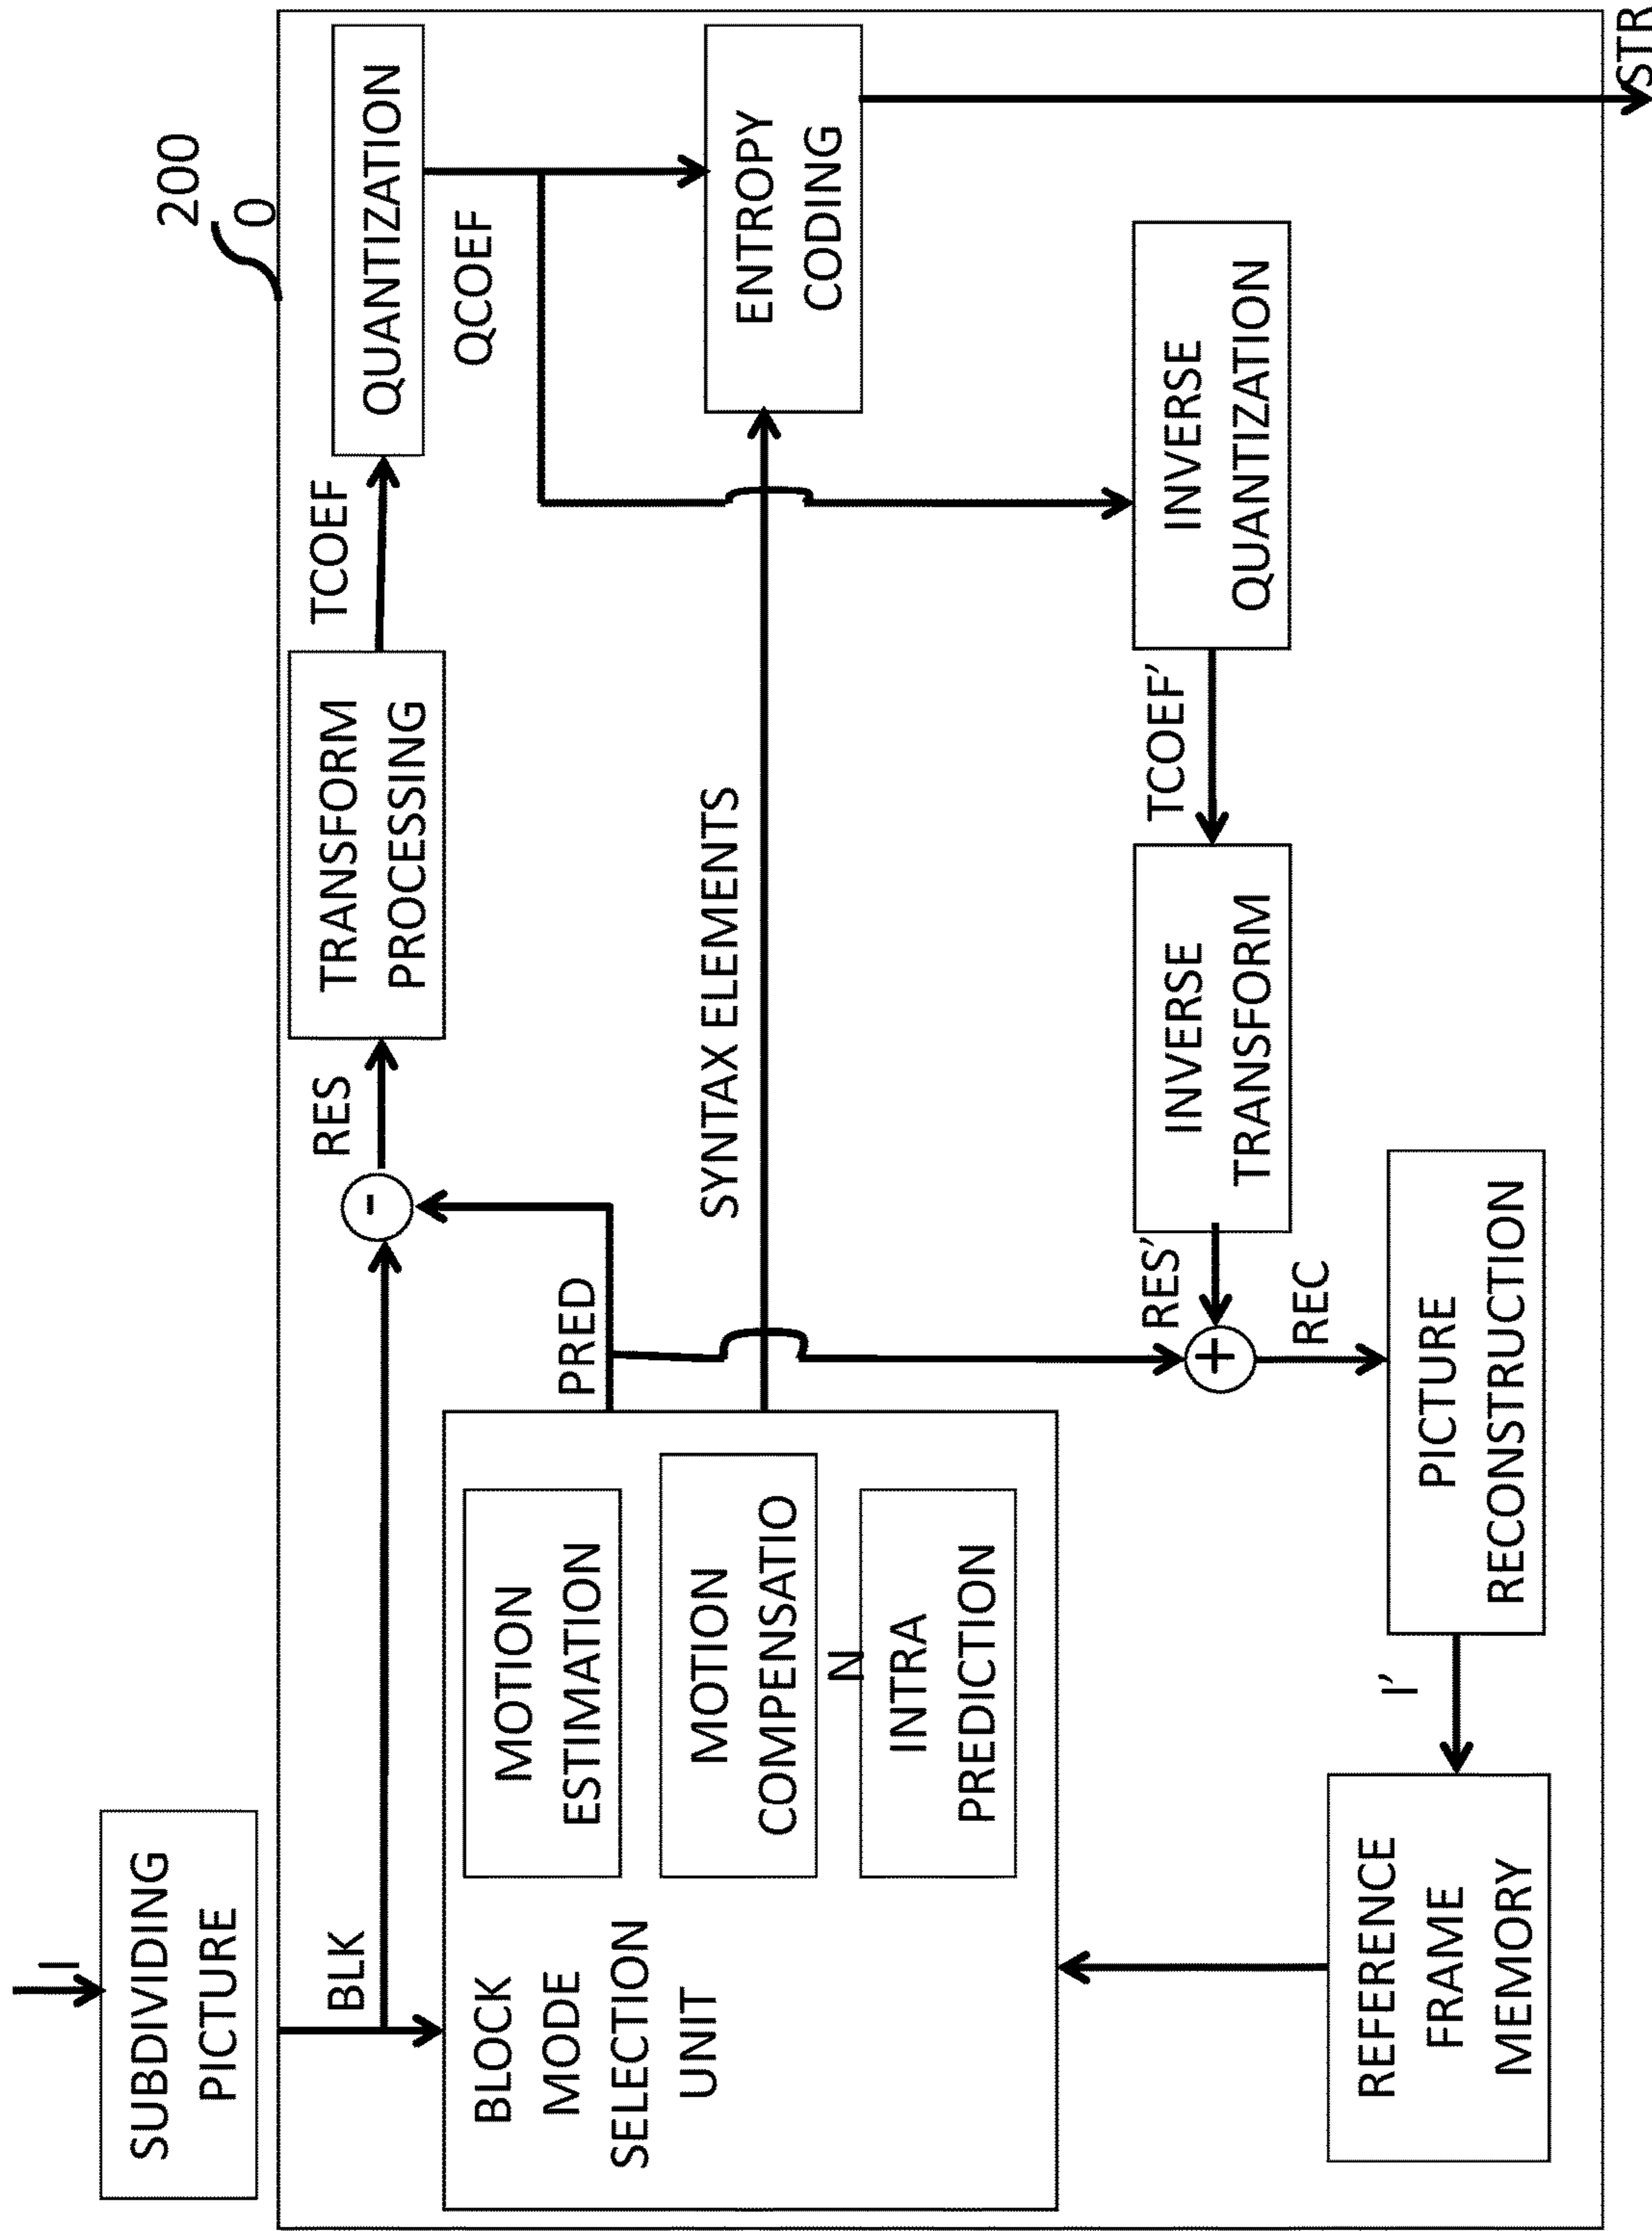 I
SUBDIVIDING
PICTURE
200
0
BLK
BLOCK
MODE
SELECTION
UNIT
MOTION
ESTIMATION
MOTION
COMPENSATIO
N
INTRA
PREDICTION
PRED
-
RES
TRANSFORM
PROCESSING
TCOEF
QUANTIZATION
QCOEF
SYNTAX ELEMENTS
ENTROPY
CODING
STR
INVERSE
QUANTIZATION
TCOEF'
INVERSE
TRANSFORM
RES'
+
REC
PICTURE
RECONSTRUCTION
I'
REFERENCE
FRAME
MEMORY